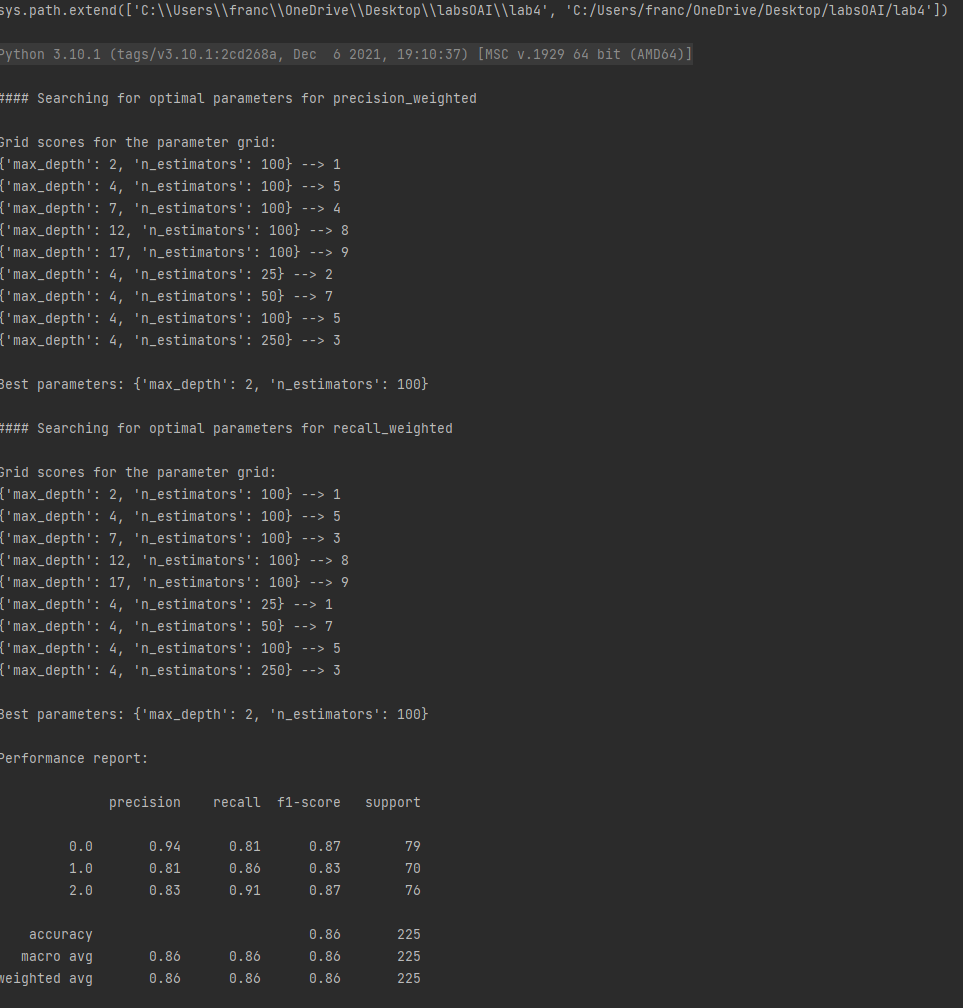 sys.path.extend(['C:\\Users\\franc\\OneDrive\\Desktop\\labsOAI\\lab4', 'C:/Users/franc/OneDrive/Desktop/labsOAI/lab4'])
Python 3.10.1 (tags/v3.10.1:2cd268a, Dec  6 2021, 19:10:37) [MSC v.1929 64 bit (AMD64)]
#### Searching for optimal parameters for precision_weighted
Grid scores for the parameter grid:
{'max_depth': 2, 'n_estimators': 100} --> 1
{'max_depth': 4, 'n_estimators': 100} --> 5
{'max_depth': 7, 'n_estimators': 100} --> 4
{'max_depth': 12, 'n_estimators': 100} --> 8
{'max_depth': 17, 'n_estimators': 100} --> 9
{'max_depth': 4, 'n_estimators': 25} --> 2
{'max_depth': 4, 'n_estimators': 50} --> 7
{'max_depth': 4, 'n_estimators': 100} --> 5
{'max_depth': 4, 'n_estimators': 250} --> 3
Best parameters: {'max_depth': 2, 'n_estimators': 100}
#### Searching for optimal parameters for recall_weighted
Grid scores for the parameter grid:
{'max_depth': 2, 'n_estimators': 100} --> 1
{'max_depth': 4, 'n_estimators': 100} --> 5
{'max_depth': 7, 'n_estimators': 100} --> 3
{'max_depth': 12, 'n_estimators': 100} --> 8
{'max_depth': 17, 'n_estimators': 100} --> 9
{'max_depth': 4, 'n_estimators': 25} --> 1
{'max_depth': 4, 'n_estimators': 50} --> 7
{'max_depth': 4, 'n_estimators': 100} --> 5
{'max_depth': 4, 'n_estimators': 250} --> 3
Best parameters: {'max_depth': 2, 'n_estimators': 100}
Performance report:
precision    recall  f1-score   support
0.0       0.94      0.81      0.87        79
1.0       0.81      0.86      0.83        70
2.0       0.83      0.91      0.87        76
accuracy                           0.86       225
macro avg       0.86      0.86      0.86       225
weighted avg       0.86      0.86      0.86       225